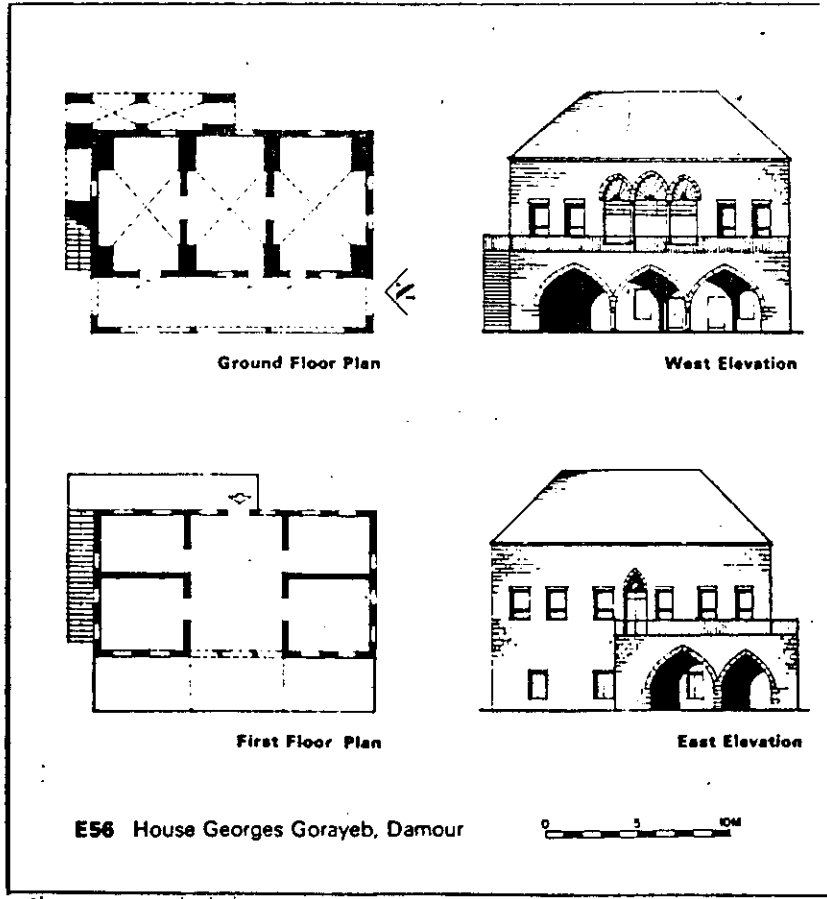 Ground Floor Plan
West Elevation
First Floor Plan
East Elevation
E56 House Georges Gorayeb, Damour
0 5 10M